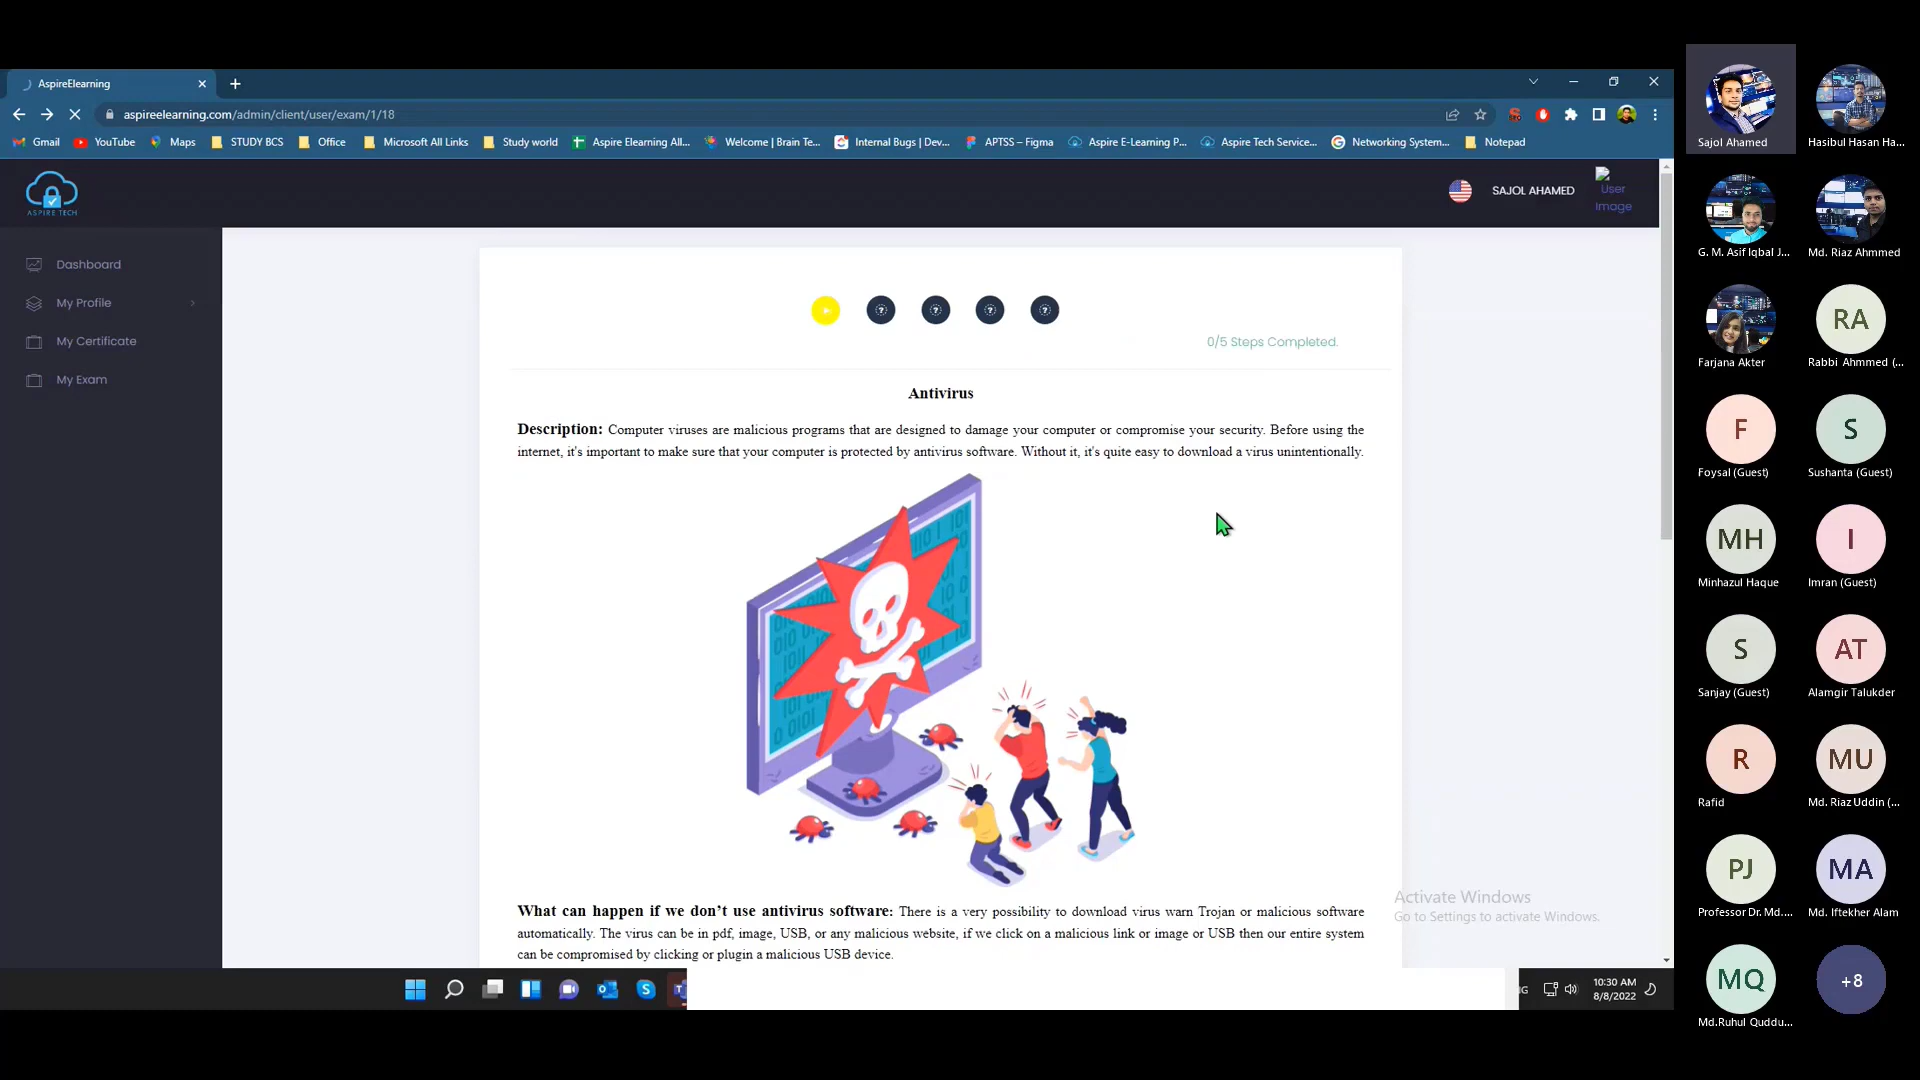 AspireElearning
aspireelearning.com/admin/client/user/exam/1/18
Gmail YouTube Maps STUDY BCS Office Microsoft All Links Study world Aspire Elearning All... Welcome | Brain Te... Internal Bugs | Dev... APTSS – Figma Aspire E-Learning P... Aspire Tech Service... Networking System... Notepad
ASPIRE TECH
SAJOL AHAMED
User
Image
Dashboard
My Profile
My Certificate
My Exam
? ? ? ?
0/5 Steps Completed.
Antivirus
Description: Computer viruses are malicious programs that are designed to damage your computer or compromise your security. Before using the
internet, it's important to make sure that your computer is protected by antivirus software. Without it, it's quite easy to download a virus unintentionally.
What can happen if we don’t use antivirus software: There is a very possibility to download virus warn Trojan or malicious software
automatically. The virus can be in pdf, image, USB, or any malicious website, if we click on a malicious link or image or USB then our entire system
can be compromised by clicking or plugin a malicious USB device.
Activate Windows
Go to Settings to activate Windows.
10:30 AM
8/8/2022
Sajol Ahamed
Hasibul Hasan Ha...
G. M. Asif Iqbal J...
Md. Riaz Ahmmed
Farjana Akter
RA
Rabbi Ahmmed (...
F
Foysal (Guest)
S
Sushanta (Guest)
MH
Minhazul Haque
I
Imran (Guest)
S
Sanjay (Guest)
AT
Alamgir Talukder
R
Rafid
MU
Md. Riaz Uddin (...
PJ
Professor Dr. Md....
MA
Md. Iftekher Alam
MQ
Md.Ruhul Quddu...
+8